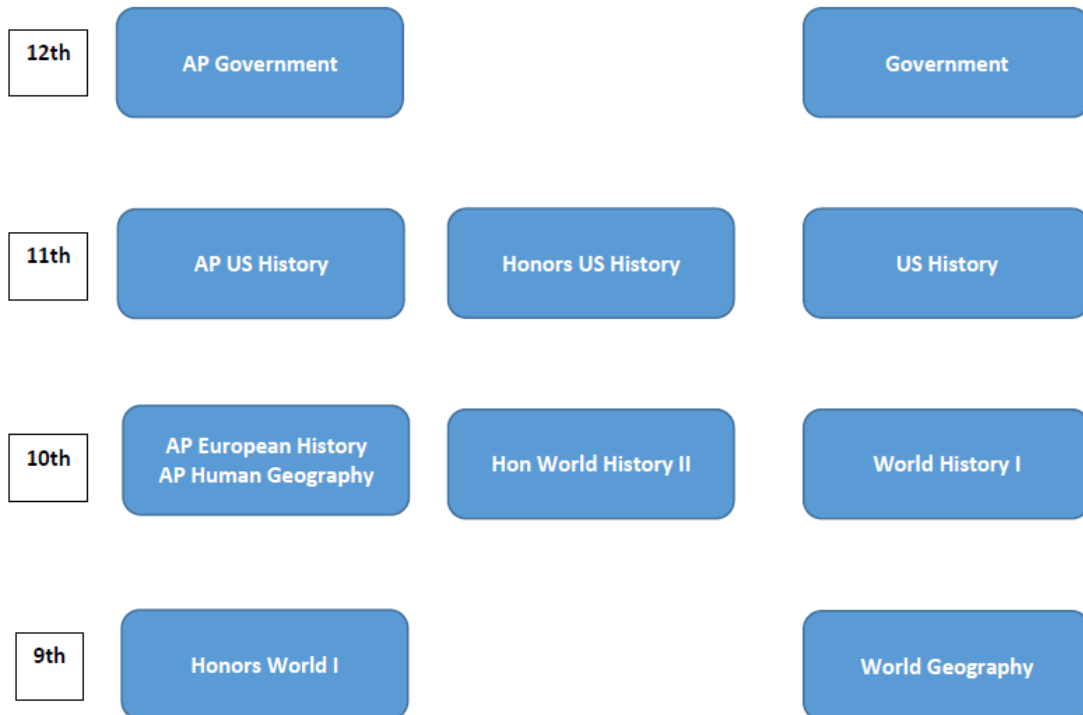 12th
AP Government
Government
11th
AP US History
Honors US History
US History
10th
AP European History
AP Human Geography
Hon World History II
World History I
9th
Honors World I
World Geography